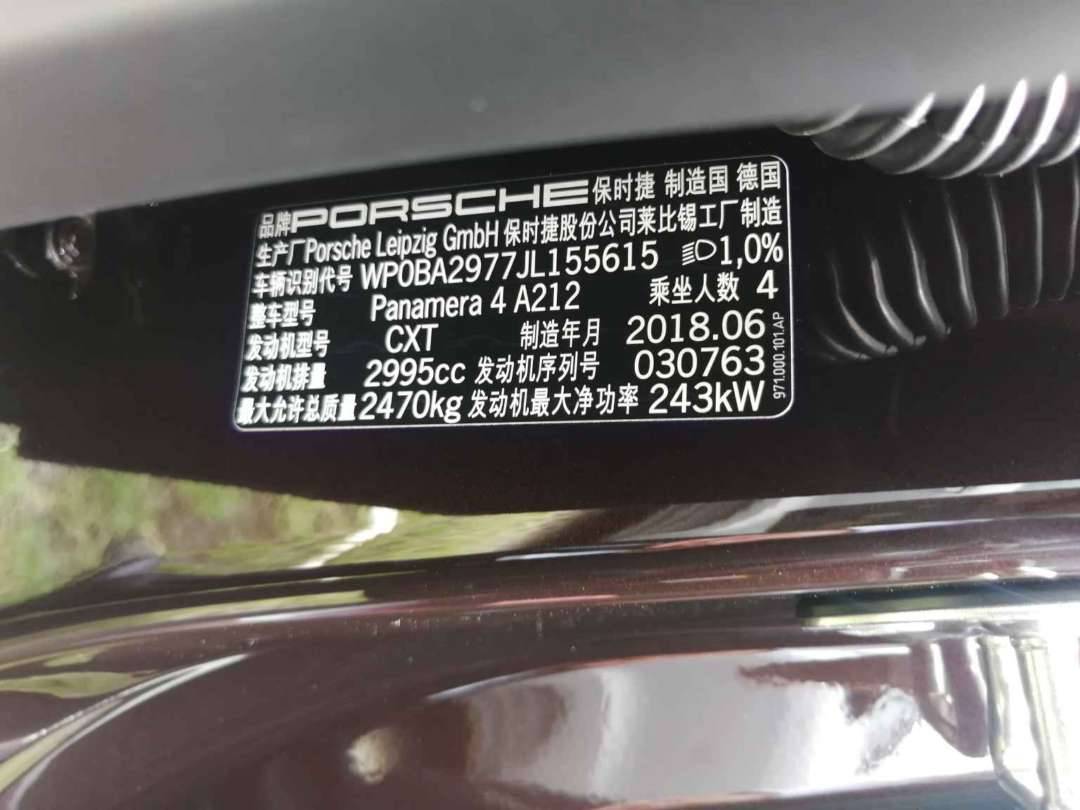 品牌 PORSCHE 保时捷 制造国 德国
生产厂 Porsche Leipzig GmbH 保时捷股份公司莱比锡工厂制造
车辆识别代号 WP0BA2977JL155615 1,0%
整车型号 Panamera 4 A212 乘坐人数 4
发动机型号 CXT 制造年月 2018.06
发动机排量 2995cc 发动机序列号 030763
最大允许总质量 2470kg 发动机最大净功率 243kW
971.000.101.AP